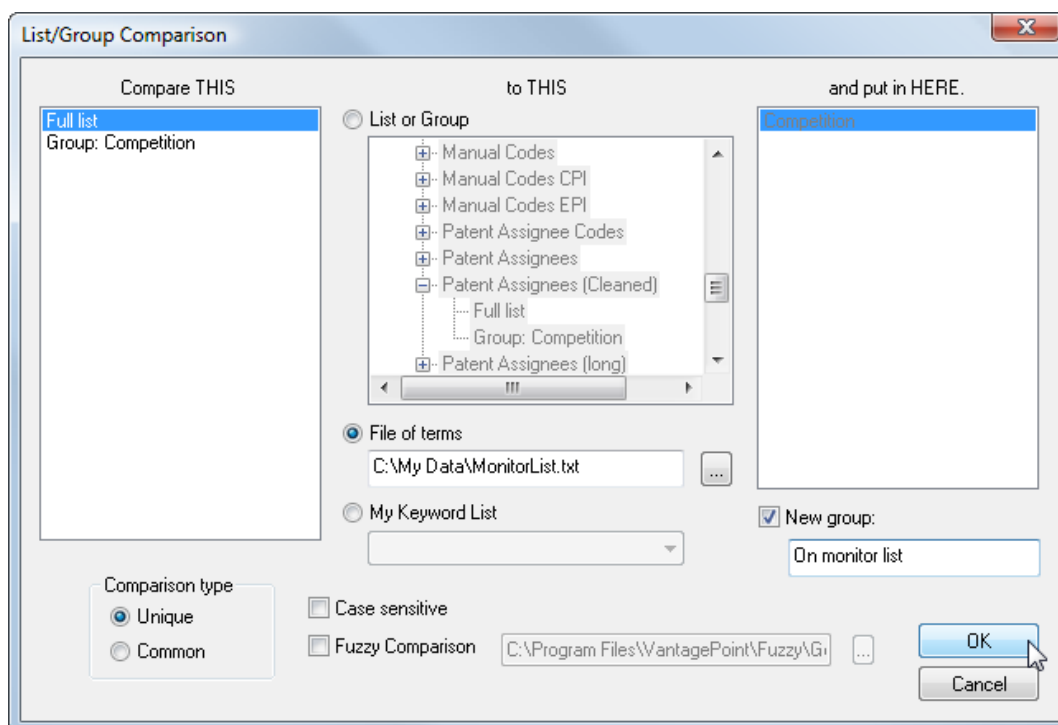 List/Group Comparison
Compare THIS
Full list
Group: Competition
to THIS
List or Group
Manual Codes
Manual Codes CPI
Manual Codes EPI
Patent Assignee Codes
Patent Assignees
Patent Assignees (Cleaned)
Full list
Group: Competition
Patent Assignees (long)
File of terms
C:\My Data\MonitorList.txt
...
My Keyword List
and put in HERE.
Competition
New group:
On monitor list
Comparison type
Unique
Common
Case sensitive
Fuzzy Comparison
C:\Program Files\VantagePoint\Fuzzy\G
...
OK
Cancel